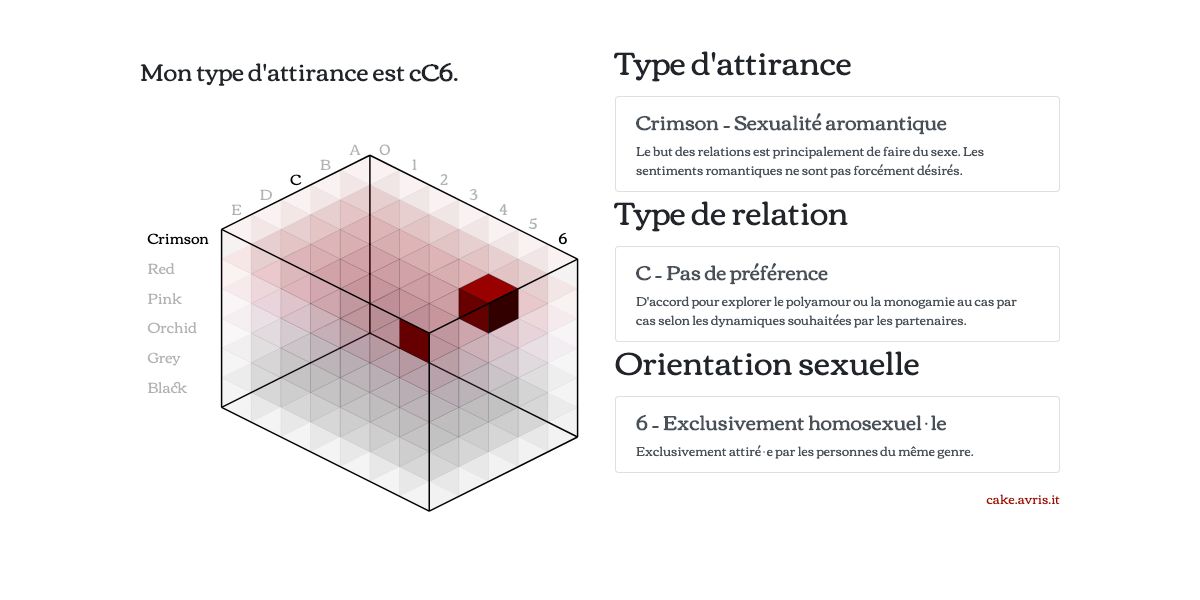 Mon type d'attirance est cC6.
A O
B 1
C 2
D 3
E 4
5
6
Crimson
Red
Pink
Orchid
Grey
Black
Type d'attirance
Crimson - Sexualité aromantique
Le but des relations est principalement de faire du sexe. Les
sentiments romantiques ne sont pas forcément désirés.
Type de relation
C - Pas de préférence
D'accord pour explorer le polyamour ou la monogamie au cas par
cas selon les dynamiques souhaitées par les partenaires.
Orientation sexuelle
6 - Exclusivement homosexuel·le
Exclusivement attiré·e par les personnes du même genre.
cake.avris.it